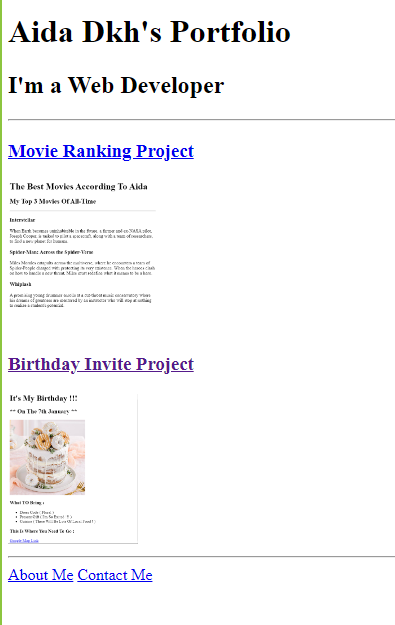 Aida Dkh's Portfolio
I'm a Web Developer
Movie Ranking Project
The Best Movies According To Aida
My Top 3 Movies Of All-Time
Interstellar
When Earth becomes uninhabitable in the future, a farmer and ex-NASA pilot,
Joseph Cooper, is tasked to pilot a spacecraft, along with a team of researchers,
to find a new planet for humans.
Spider-Man: Across the Spider-Verse
Miles Morales catapults across the multiverse, where he encounters a team of
Spider-People charged with protecting its very existence. When the heroes clash
on how to handle a new threat, Miles must redefine what it means to be a hero.
Whiplash
A promising young drummer enrolls at a cut-throat music conservatory where
his dreams of greatness are mentored by an instructor who will stop at nothing
to realize a student's potential.
Birthday Invite Project
It's My Birthday !!!
** On The 7th January **
What TO Bring :
This Is Where You Need To Go :
Google Map Link
About Me Contact Me